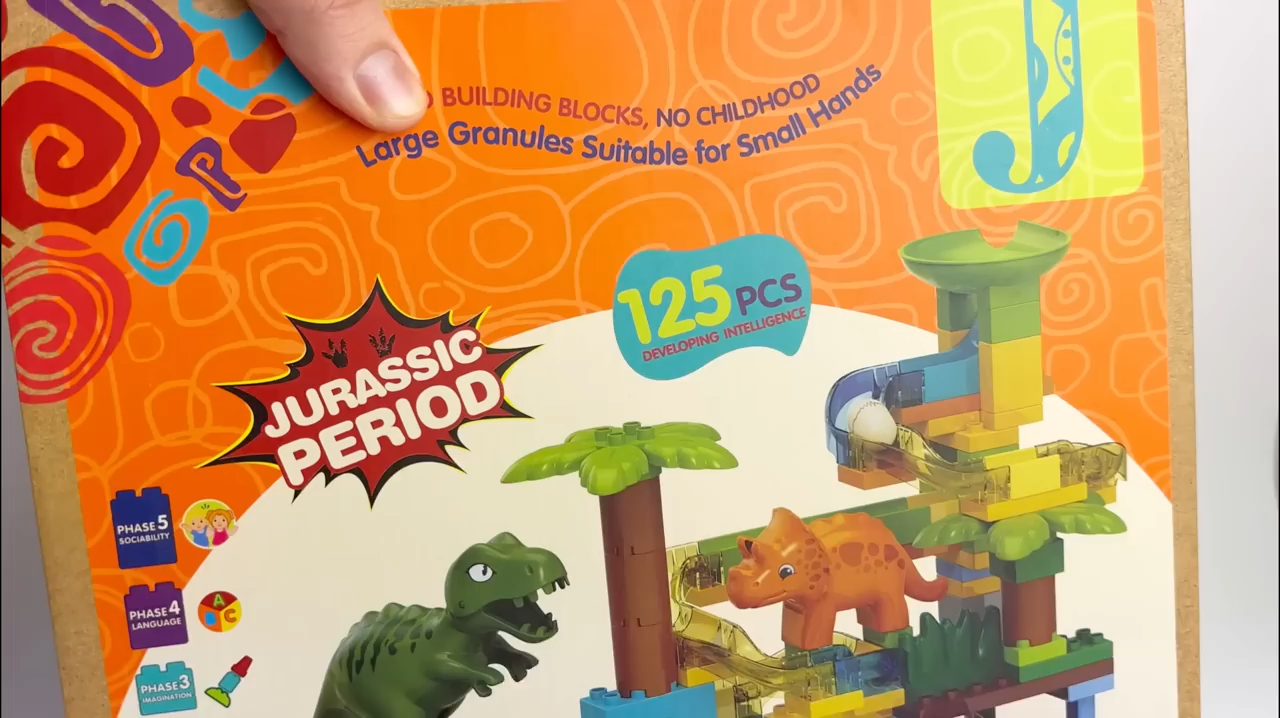 BUILDING BLOCKS, NO CHILDHOOD
Large Granules Suitable for Small Hands
125 PCS
DEVELOPING INTELLIGENCE
JURASSIC
PERIOD
PHASE 5
SOCIABILITY
PHASE 4
LANGUAGE
A
B C
PHASE 3
IMAGINATION